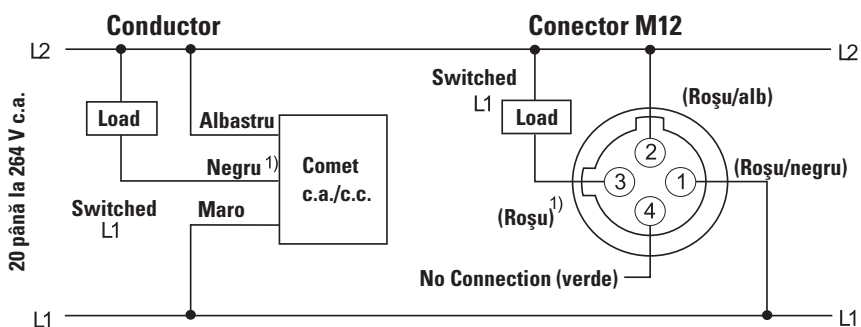 Conductor
Conector M12
L2
L2
20 până la 264 V c.a.
Switched
L1
Load
Load
(Roşu/alb)
Albastru
2
Negru 1)
Comet
c.a./c.c.
3
1
(Roşu/negru)
Switched
L1
Maro
(Roşu)1)
4
No Connection (verde)
L1
L1